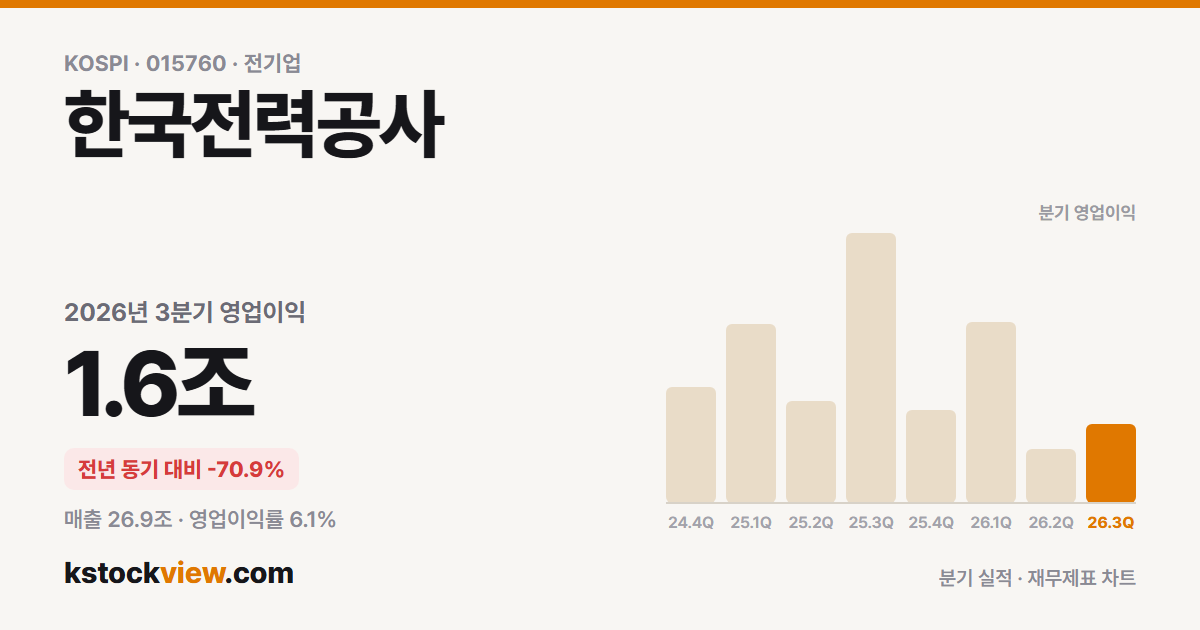 KOSPI · 015760 · 전기업
한국전력공사
분기 영업이익
2026년 3분기 영업이익
1.6조
전년 동기 대비 -70.9%
매출 26.9조 · 영업이익률 6.1%
24.4Q 25.1Q 25.2Q 25.3Q 25.4Q 26.1Q 26.2Q 26.3Q
kstockview.com
분기 실적 · 재무제표 차트